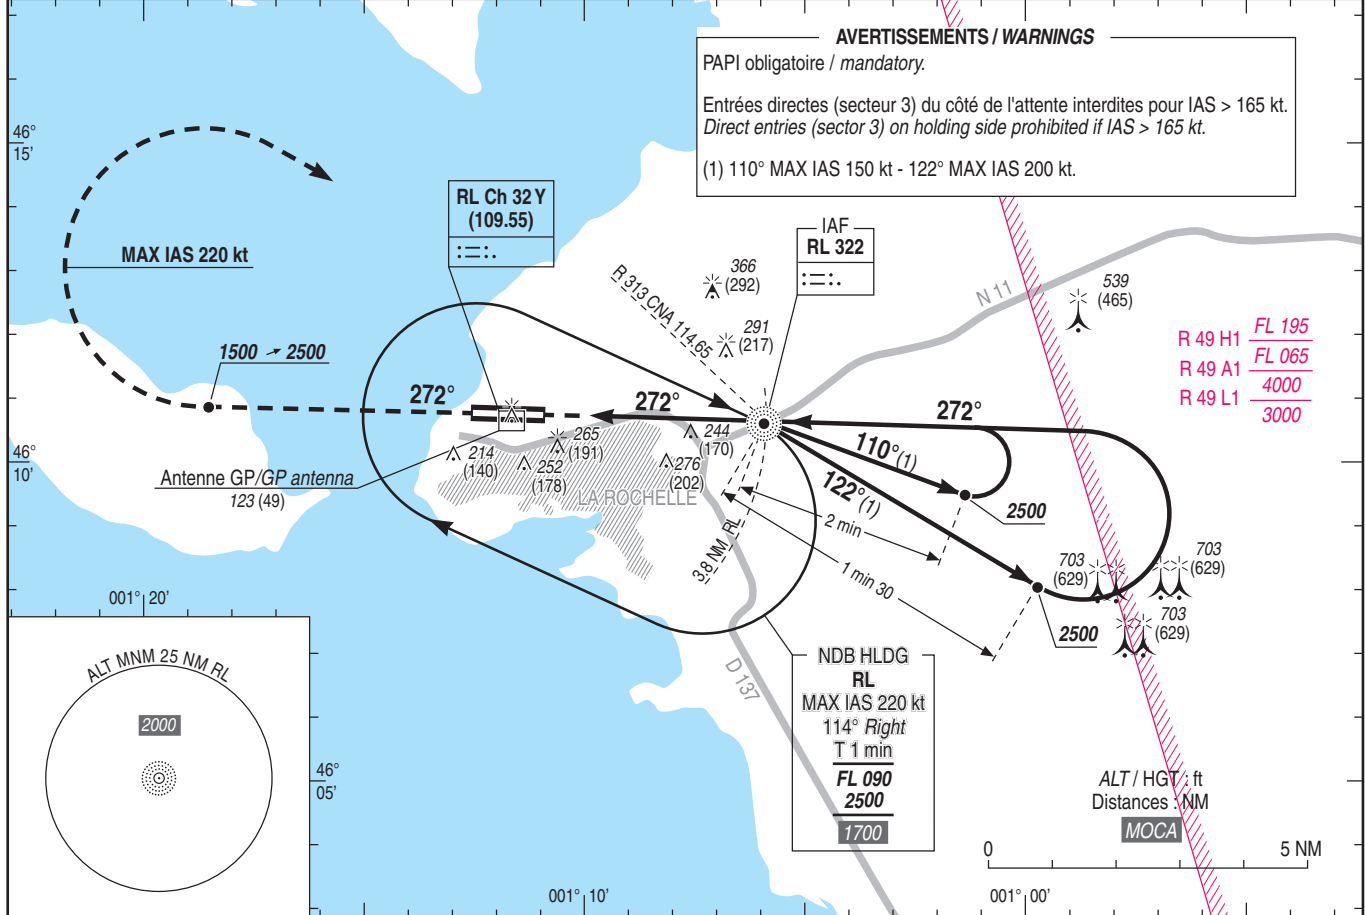 AVERTISSEMENTS / WARNINGS
PAPI obligatoire / mandatory.
Entrées directes (secteur 3) du côté de l'attente interdites pour IAS > 165 kt.
Direct entries (sector 3) on holding side prohibited if IAS > 165 kt.
(1) 110° MAX IAS 150 kt - 122° MAX IAS 200 kt.
46°
15'
RL Ch 32 Y
(109.55)
IAF
RL 322
MAX IAS 220 kt
366
(292)
R 313 CNA 114.65
291
(217)
N 11
539
(465)
R 49 H1 FL 195
R 49 A1 FL 065
4000
R 49 L1
3000
1500 → 2500
272°
272°
272°
110°(1)
122°(1)
265
(191)
244
(170)
214
(140)
252
(178)
276
(202)
46°
10'
Antenne GP/GP antenna
123 (49)
LA ROCHELLE
2500
2 min
1 min 30
3.8 NM RL
703
(629)
703
(629)
703
(629)
2500
001° 20'
ALT MNM 25 NM RL
2000
D 137
NDB HLDG
RL
MAX IAS 220 kt
114° Right
T 1 min
FL 090
2500
1700
46°
05'
ALT / HGT : ft
Distances : NM
MOCA
0
5 NM
001° 10'
001° 00'